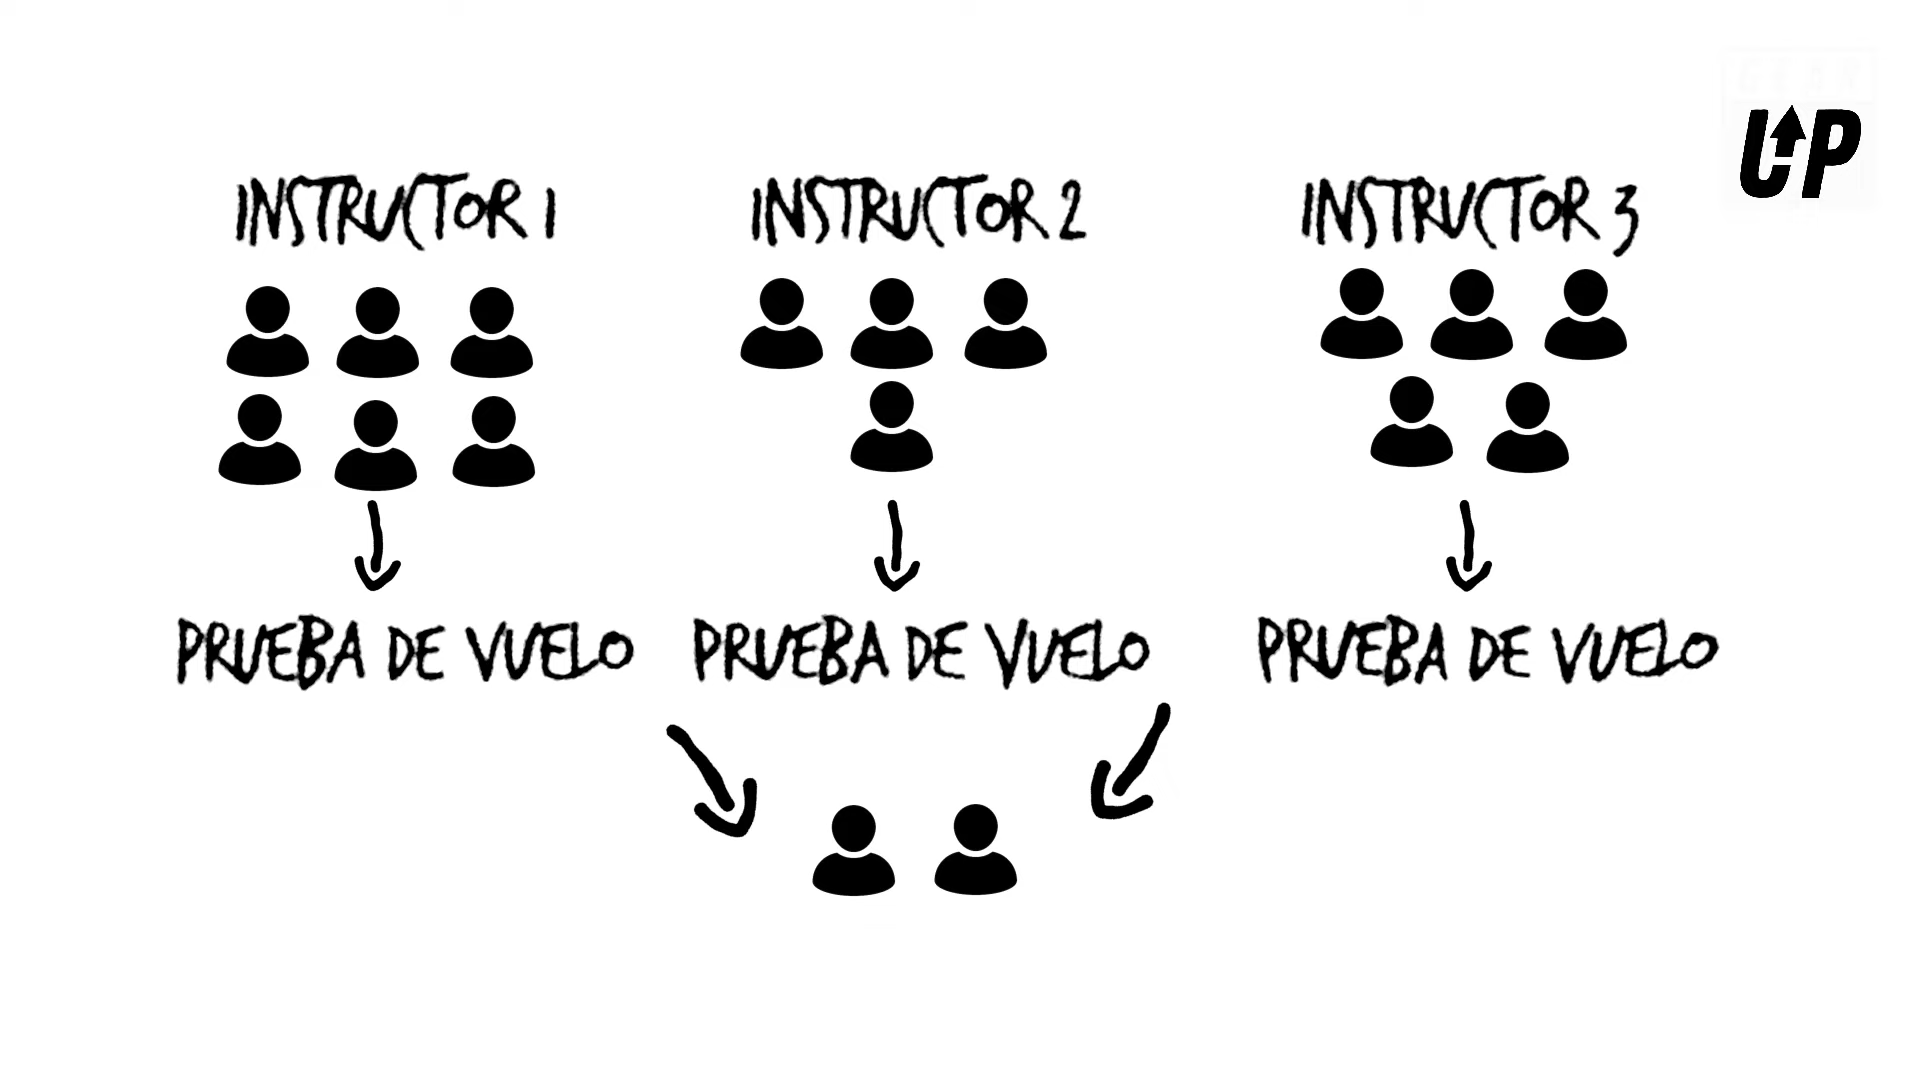 INSTRUCTOR 1
INSTRUCTOR 2
INSTRUCTOR 3
PRUEBA DE VUELO
PRUEBA DE VUELO
PRUEBA DE VUELO
UP